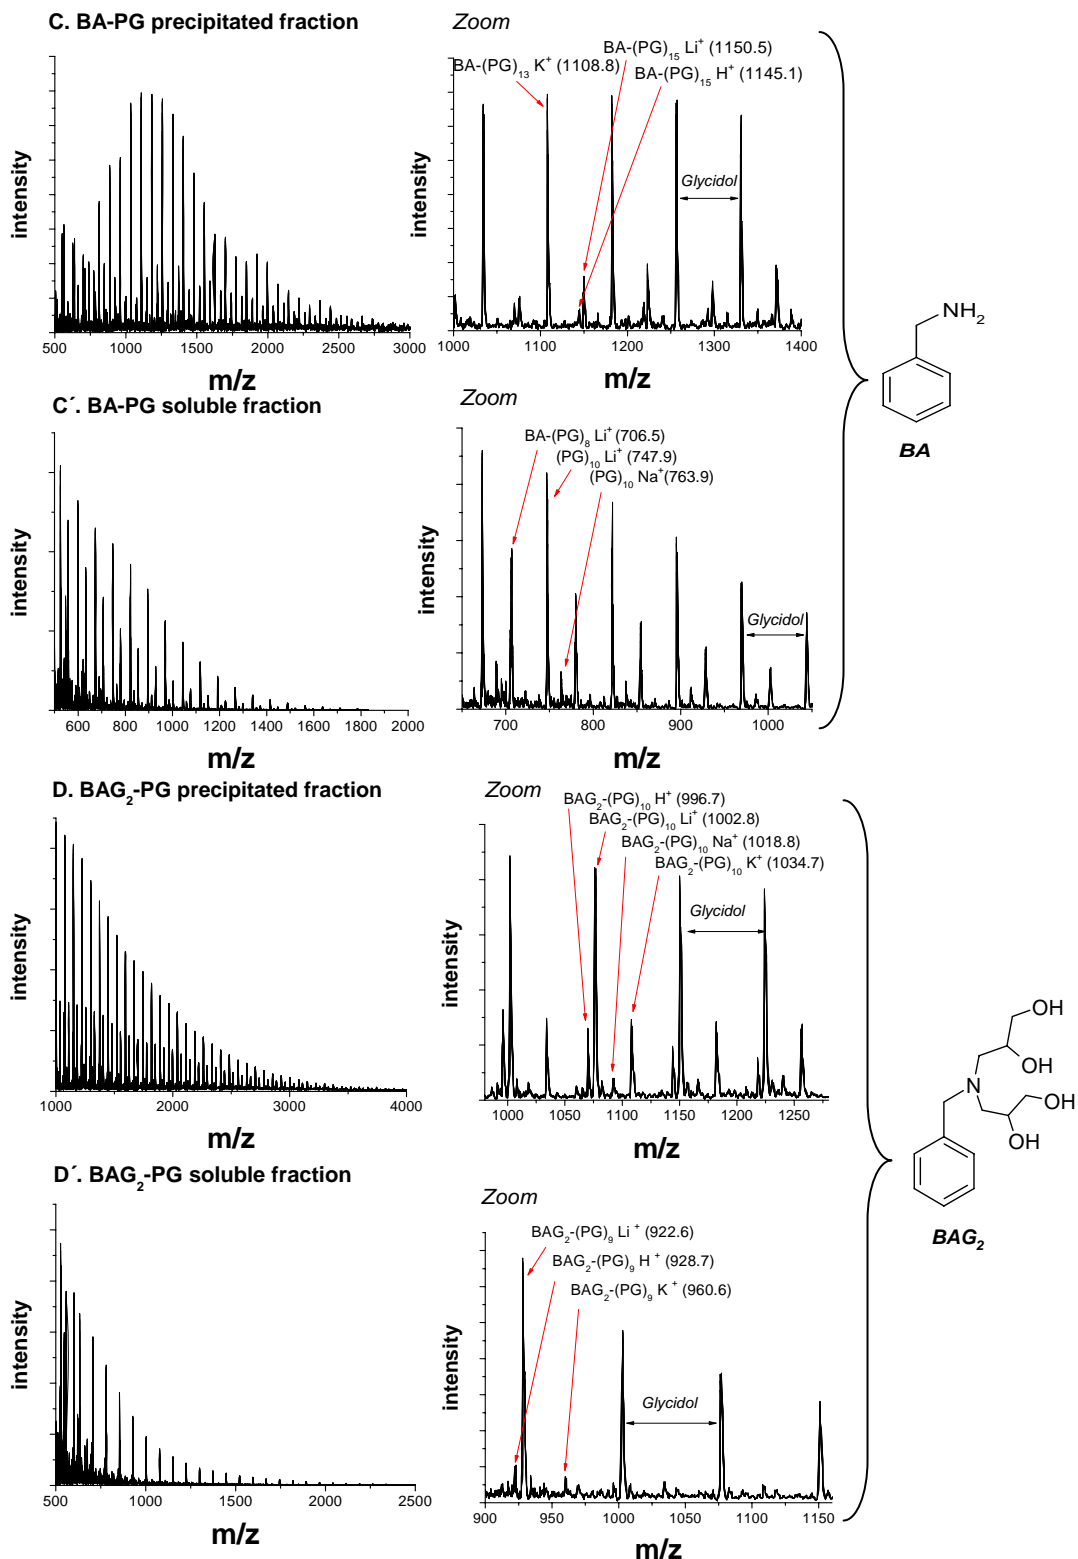 C. BA-PG precipitated fraction
Zoom
BA-(PG)15 Li+ (1150.5)
BA-(PG)13 K+ (1108.8)
BA-(PG)15 H+ (1145.1)
Glycidol
intensity
intensity
500 1000 1500 2000 2500 3000
1000 1100 1200 1300 1400
m/z
m/z
NH2
BA
C´. BA-PG soluble fraction
Zoom
BA-(PG)8 Li+ (706.5)
(PG)10 Li+ (747.9)
(PG)10 Na+ (763.9)
Glycidol
intensity
intensity
600 800 1000 1200 1400 1600 1800 2000
700 800 900 1000
m/z
m/z
D. BAG2-PG precipitated fraction
Zoom
BAG2-(PG)10 H+ (996.7)
BAG2-(PG)10 Li+ (1002.8)
BAG2-(PG)10 Na+ (1018.8)
BAG2-(PG)10 K+ (1034.7)
Glycidol
intensity
intensity
1000 2000 3000 4000
1000 1050 1100 1150 1200 1250
m/z
m/z
OH
OH
N
OH
OH
BAG2
D´. BAG2-PG soluble fraction
Zoom
BAG2-(PG)9 Li + (922.6)
BAG2-(PG)9 H + (928.7)
BAG2-(PG)9 K + (960.6)
Glycidol
intensity
intensity
500 1000 1500 2000 2500
900 950 1000 1050 1100 1150
m/z
m/z